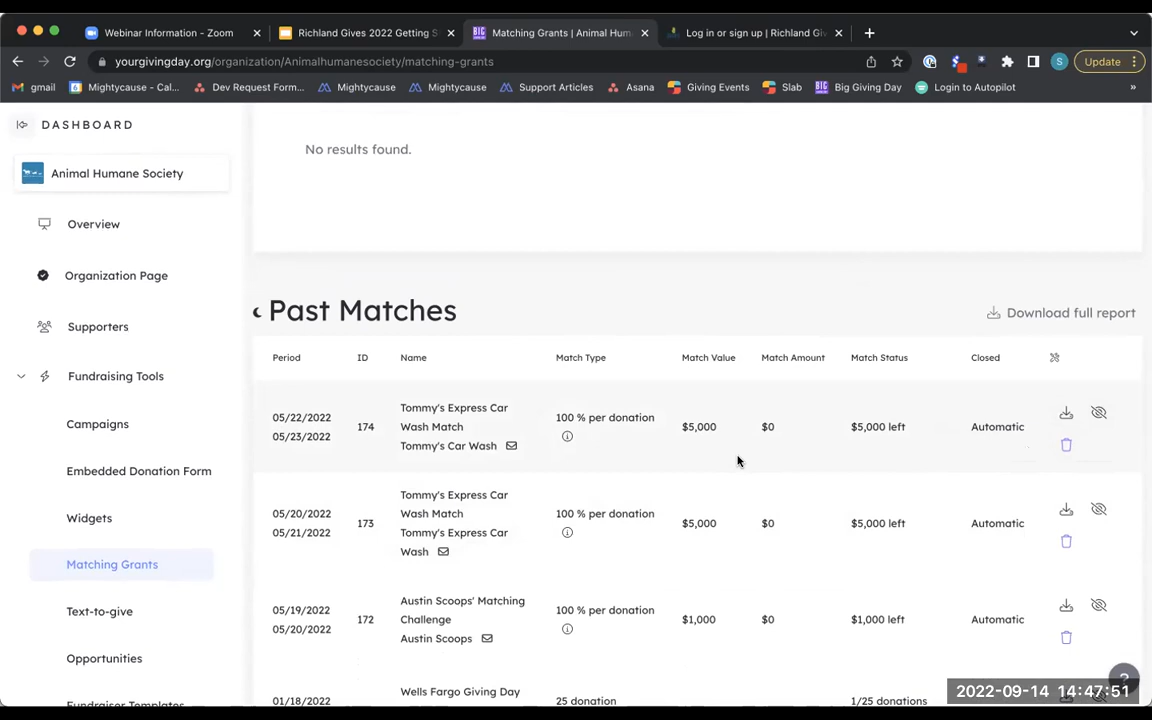 Webinar Information - Zoom
Richland Gives 2022 Getting S
Matching Grants | Animal Hum
Log in or sign up | Richland Giv
yourgivingday.org/organization/Animalhumanesociety/matching-grants
S
Update
gmail
Mightycause - Cal...
Dev Request Form...
Mightycause
Mightycause
Support Articles
Asana
Giving Events
Slab
BIG
Big Giving Day
Login to Autopilot
»
DASHBOARD
Animal Humane Society
Overview
Organization Page
Supporters
Fundraising Tools
Campaigns
Embedded Donation Form
Widgets
Matching Grants
Text-to-give
Opportunities
Fundraiser Templates
No results found.
Past Matches
Download full report
Period ID Name Match Type Match Value Match Amount Match Status Closed
05/22/2022
05/23/2022
174
Tommy's Express Car
Wash Match
Tommy's Car Wash
100 % per donation
$5,000
$0
$5,000 left
Automatic
05/20/2022
05/21/2022
173
Tommy's Express Car
Wash Match
Tommy's Express Car
Wash
100 % per donation
$5,000
$0
$5,000 left
Automatic
05/19/2022
05/20/2022
172
Austin Scoops' Matching
Challenge
Austin Scoops
100 % per donation
$1,000
$0
$1,000 left
Automatic
01/18/2022
Wells Fargo Giving Day
25 donation
1/25 donations
?
2022-09-14 14:47:51